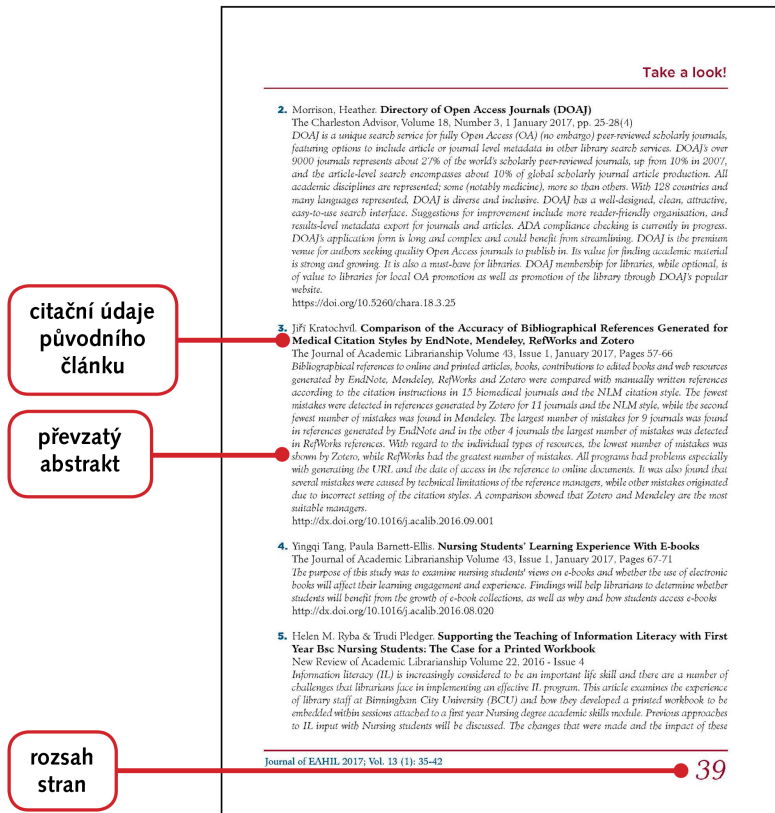 Take a look!
2. Morrison, Heather. Directory of Open Access Journals (DOAJ)
The Charleston Advisor, Volume 18, Number 3, 1 January 2017, pp. 25-28(4)
DOAJ is a unique search service for fully Open Access (OA) (no embargo) peer-reviewed scholarly journals,
featuring options to include article or journal level metadata in other library search services. DOAJ's over
9000 journals represents about 27% of the world's scholarly peer-reviewed journals, up from 10% in 2007,
and the article-level search encompasses about 10% of global scholarly journal article production. All
academic disciplines are represented; some (notably medicine), more so than others. With 128 countries and
many languages represented, DOAJ is diverse and inclusive. DOAJ has a well-designed, clean, attractive,
easy-to-use search interface. Suggestions for improvement include more reader-friendly organisation, and
results-level metadata export for journals and articles. ADA compliance checking is currently in progress.
DOAJ's application form is long and complex and could benefit from streamlining. DOAJ is the premium
venue for authors seeking quality Open Access journals to publish in. Its value for finding academic material
is strong and growing. It is also a must-have for libraries. DOAJ membership for libraries, while optional, is
of value to libraries for local OA promotion as well as promotion of the library through DOAJ's popular
website.
https://doi.org/10.5260/chara.18.3.25
citační údaje
původního
článku
3. Jiří Kratochvíl. Comparison of the Accuracy of Bibliographical References Generated for
Medical Citation Styles by EndNote, Mendeley, RefWorks and Zotero
The Journal of Academic Librarianship Volume 43, Issue 1, January 2017, Pages 57-66
Bibliographical references to online and printed articles, books, contributions to edited books and web resources
generated by EndNote, Mendeley, RefWorks and Zotero were compared with manually written references
according to the citation instructions in 15 biomedical journals and the NLM citation style. The fewest
mistakes were detected in references generated by Zotero for 11 journals and the NLM style, while the second
fewest number of mistakes was found in Mendeley. The largest number of mistakes for 9 journals was found
in references generated by EndNote and in the other 4 journals the largest number of mistakes was detected
in RefWorks references. With regard to the individual types of resources, the lowest number of mistakes was
shown by Zotero, while RefWorks had the greatest number of mistakes. All programs had problems especially
with generating the URL and the date of access in the reference to online documents. It was also found that
several mistakes were caused by technical limitations of the reference managers, while other mistakes originated
due to incorrect setting of the citation styles. A comparison showed that Zotero and Mendeley are the most
suitable managers.
http://dx.doi.org/10.1016/j.acalib.2016.09.001
převzatý
abstrakt
4. Yingqi Tang, Paula Barnett-Ellis. Nursing Students' Learning Experience With E-books
The Journal of Academic Librarianship Volume 43, Issue 1, January 2017, Pages 67-71
The purpose of this study was to examine nursing students' views on e-books and whether the use of electronic
books will affect their learning engagement and experience. Findings will help librarians to determine whether
students will benefit from the growth of e-book collections, as well as why and how students access e-books
http://dx.doi.org/10.1016/j.acalib.2016.08.020
5. Helen M. Ryba & Trudi Pledger. Supporting the Teaching of Information Literacy with First
Year Bsc Nursing Students: The Case for a Printed Workbook
New Review of Academic Librarianship Volume 22, 2016 - Issue 4
Information literacy (IL) is increasingly considered to be an important life skill and there are a number of
challenges that librarians face in implementing an effective IL program. This article examines the experience
of library staff at Birmingham City University (BCU) and how they developed a printed workbook to be
embedded within sessions attached to a first year Nursing degree academic skills module. Previous approaches
to IL input with Nursing students will be discussed. The changes that were made and the impact of these
rozsah
stran
Journal of EAHIL 2017; Vol. 13 (1): 35-42
39